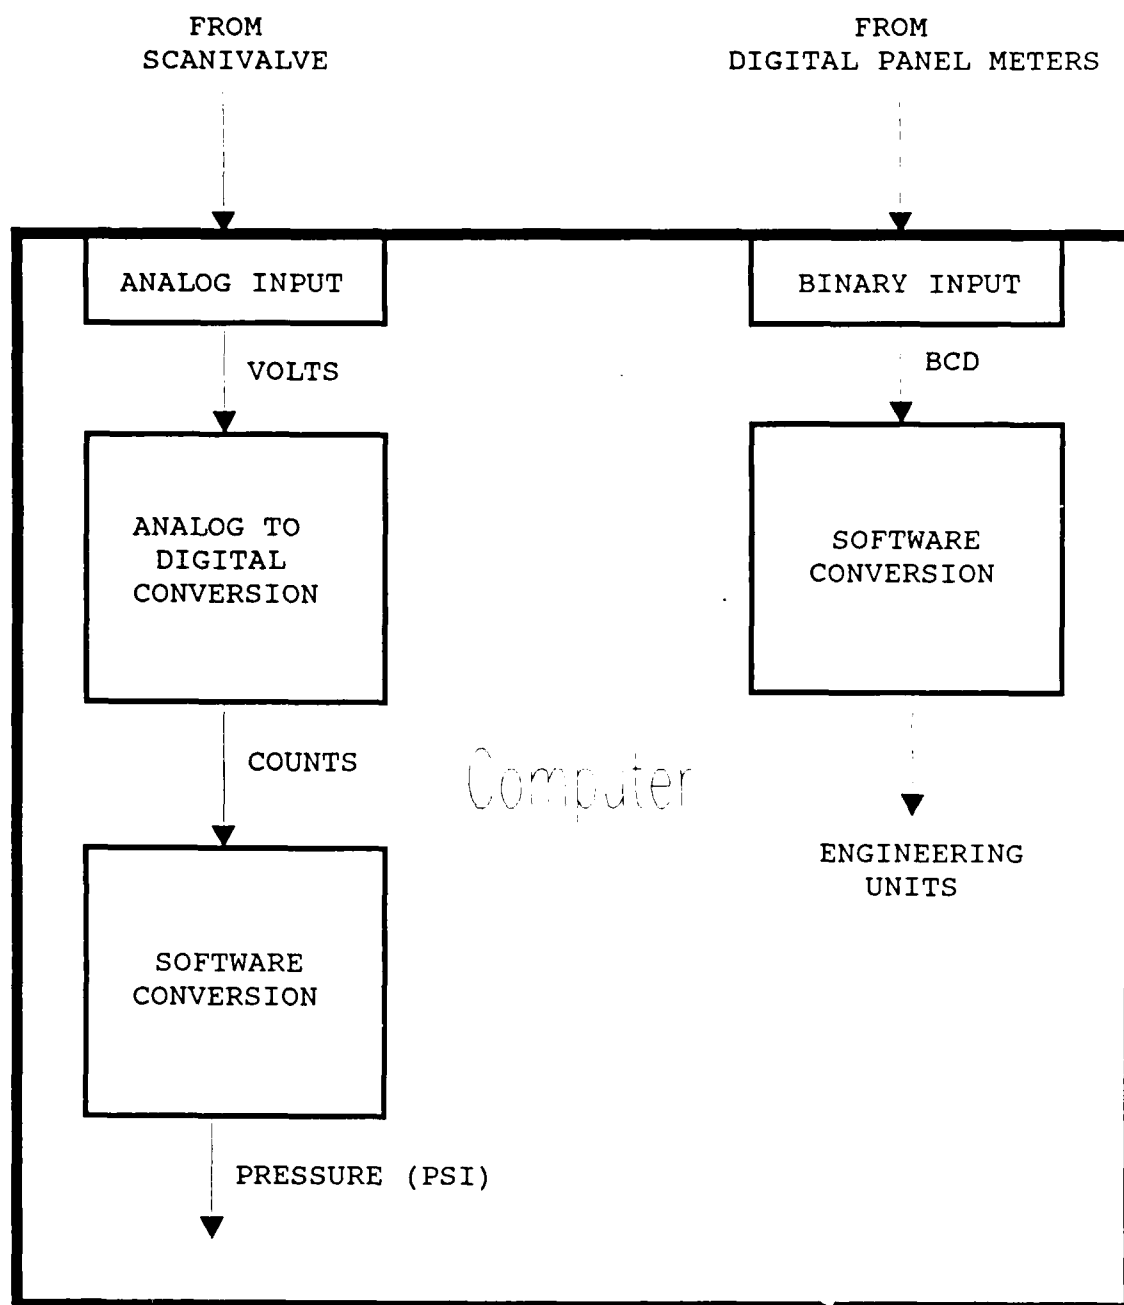 FROM
SCANIVALVE
FROM
DIGITAL PANEL METERS
ANALOG INPUT
BINARY INPUT
VOLTS
BCD
ANALOG TO
DIGITAL
CONVERSION
SOFTWARE
CONVERSION
COUNTS
Computer
ENGINEERING
UNITS
SOFTWARE
CONVERSION
PRESSURE (PSI)